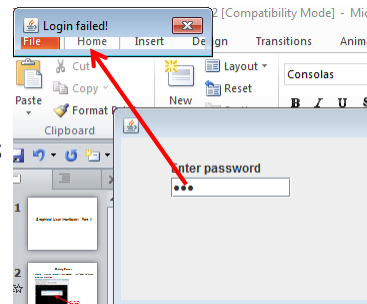 2 [Compatibility Mode] - Mic
Login failed!
File Home Insert Design Transitions Anim
Cut
Copy
Format
Paste
Clipboard
New
Layout
Reset
Consolas
B I U S
Enter password
1
2